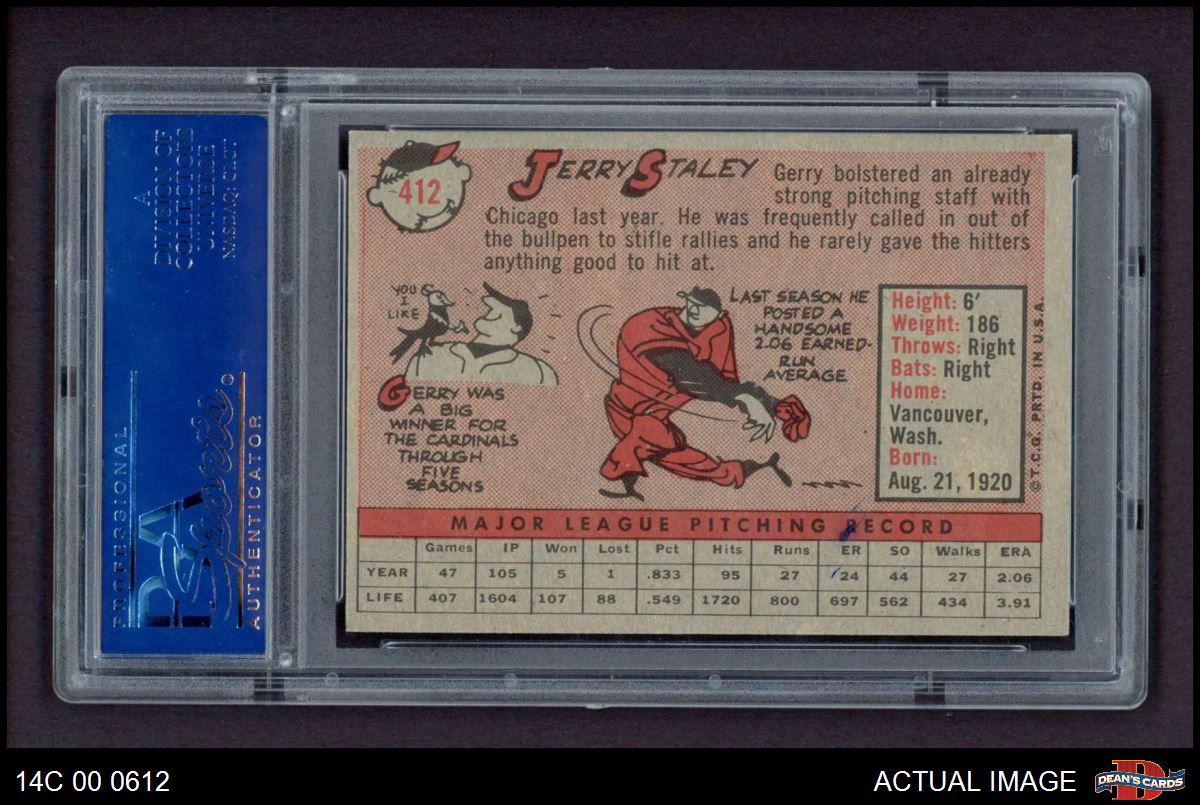 A
DIVISION OF
COLLECTORS
UNIVERSE
NASDAQ: CLCT
PROFESSIONAL
PSA
Sports
AUTHENTICATOR
412
JERRY STALEY
Gerry bolstered an already
strong pitching staff with
Chicago last year. He was frequently called in out of
the bullpen to stifle rallies and he rarely gave the hitters
anything good to hit at.
YOU
I
LIKE
GERRY WAS
A BIG
WINNER FOR
THE CARDINALS
THROUGH
FIVE
SEASONS
LAST SEASON HE
POSTED A
HANDSOME
2.06 EARNED-
RUN
AVERAGE
Height: 6'
Weight: 186
Throws: Right
Bats: Right
Home:
Vancouver,
Wash.
Born:
Aug. 21, 1920
© T.C.G. PRTD. IN U.S.A.
MAJOR LEAGUE PITCHING RECORD
Games IP Won Lost Pct Hits Runs ER SO Walks ERA
YEAR 47 105 5 1 .833 95 27 24 44 27 2.06
LIFE 407 1604 107 88 .549 1720 800 697 562 434 3.91
14C 00 0612
ACTUAL IMAGE
D
DEAN'S CARDS